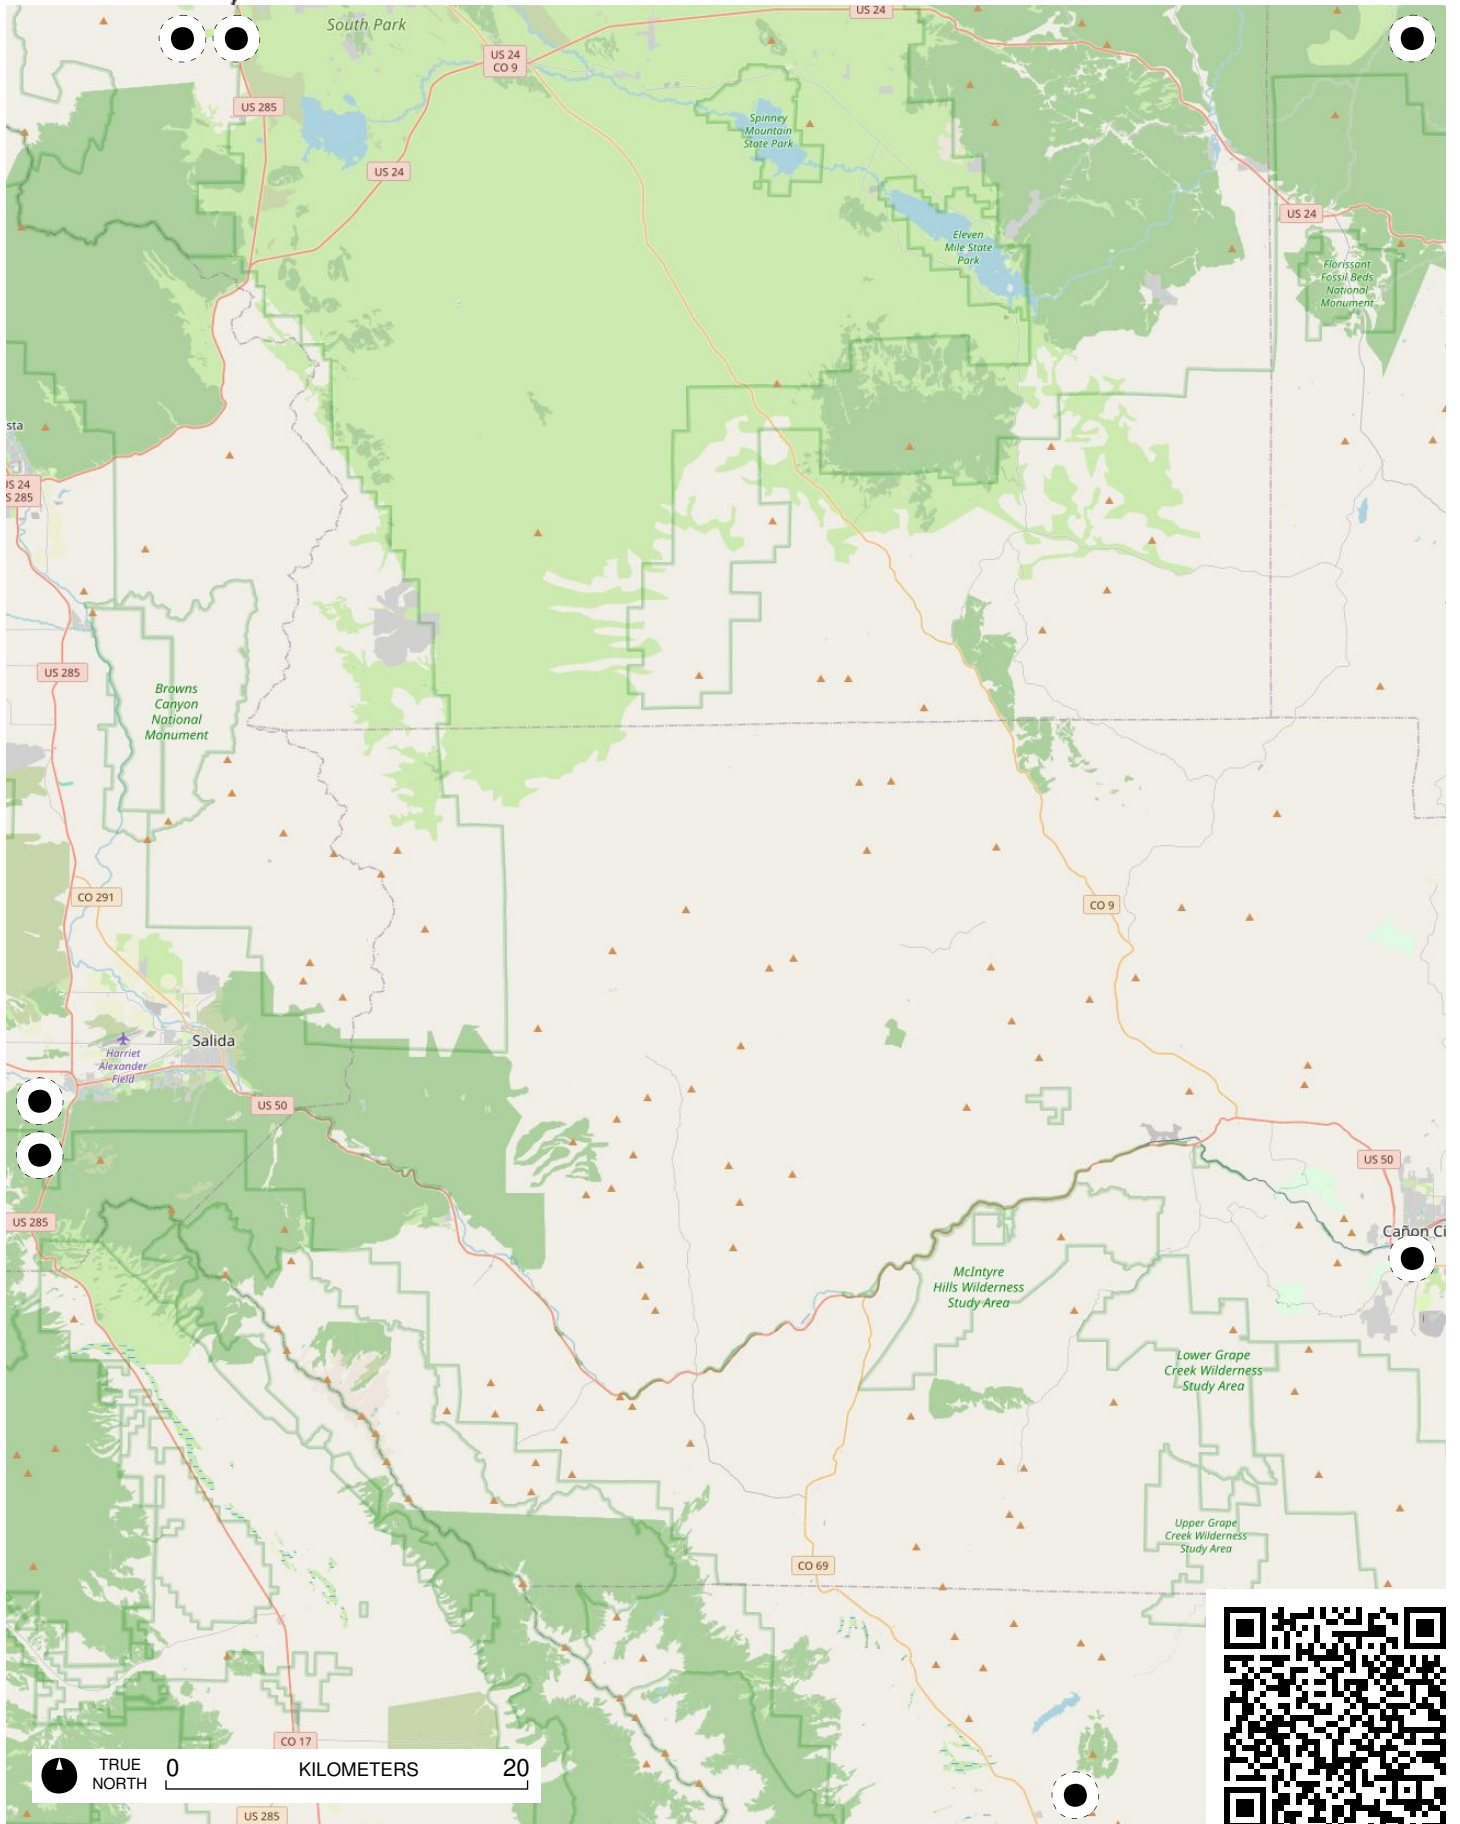 South Park
US 24
US 24
CO 9
US 285
Spinney
Mountain
State Park
US 24
US 24
Eleven
Mile State
Park
Florissant
Fossil Beds
National
Monument
sta
US 24
US 285
US 285
Browns
Canyon
National
Monument
CO 291
CO 9
Salida
Harriet
Alexander
Field
US 50
US 50
US 285
Cañon Ci
McIntyre
Hills Wilderness
Study Area
Lower Grape
Creek Wilderness
Study Area
Upper Grape
Creek Wilderness
Study Area
CO 69
CO 17
TRUE
NORTH
0 KILOMETERS 20
US 285